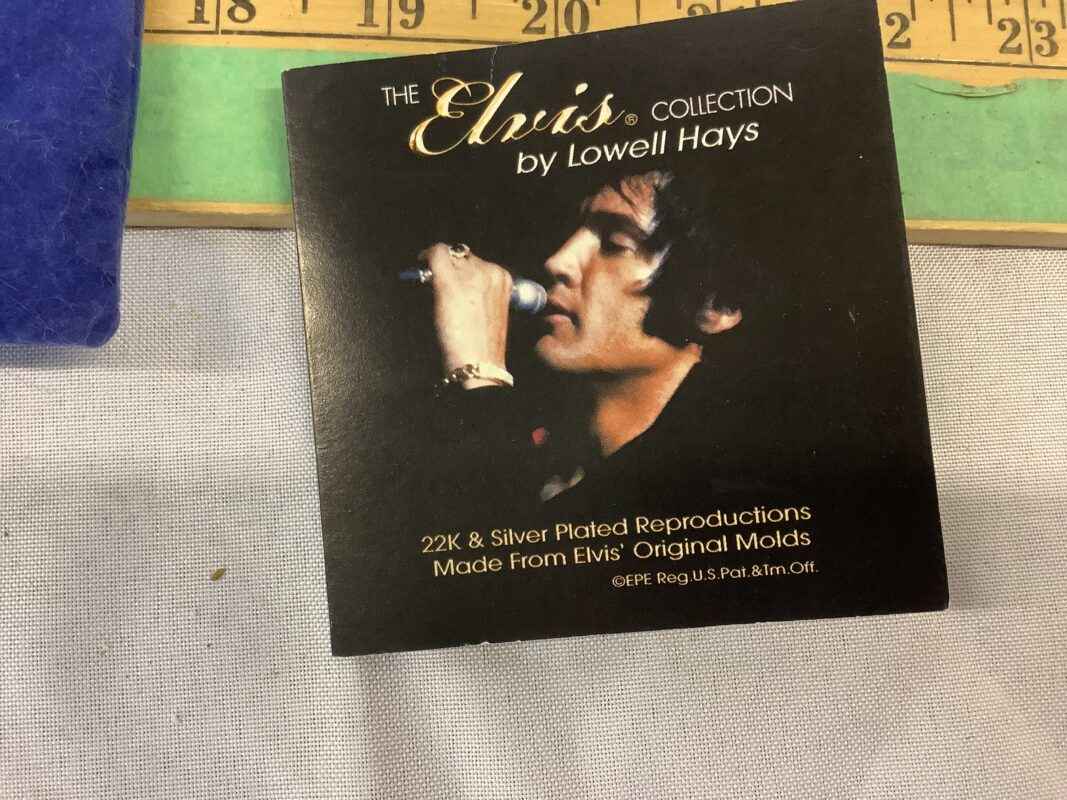 18 19 20 2 23
THE Elvis® COLLECTION
by Lowell Hays
22K & Silver Plated Reproductions
Made From Elvis' Original Molds
©EPE Reg.U.S.Pat.&Tm.Off.